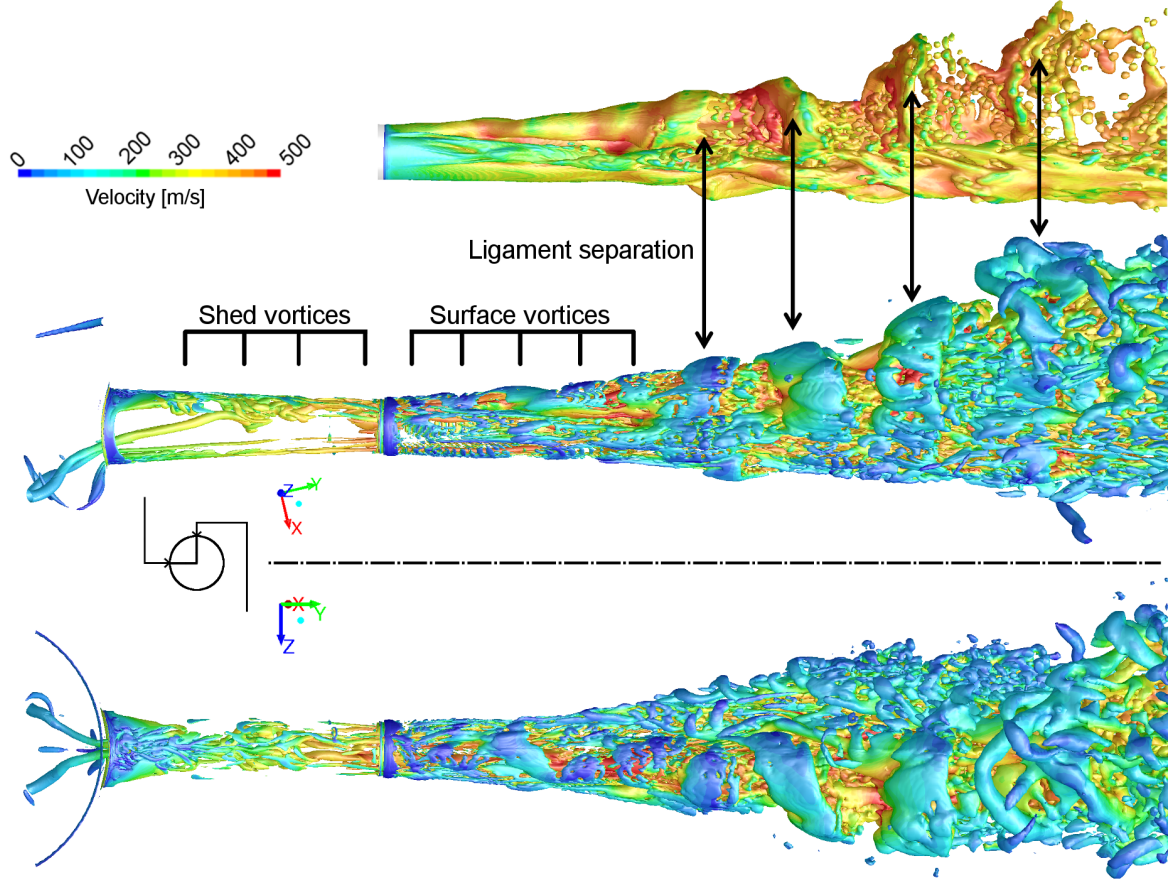 0 100 200 300 400 500
Velocity [m/s]
Ligament separation
Shed vortices
Surface vortices
Z Y
X
X
Y
Z